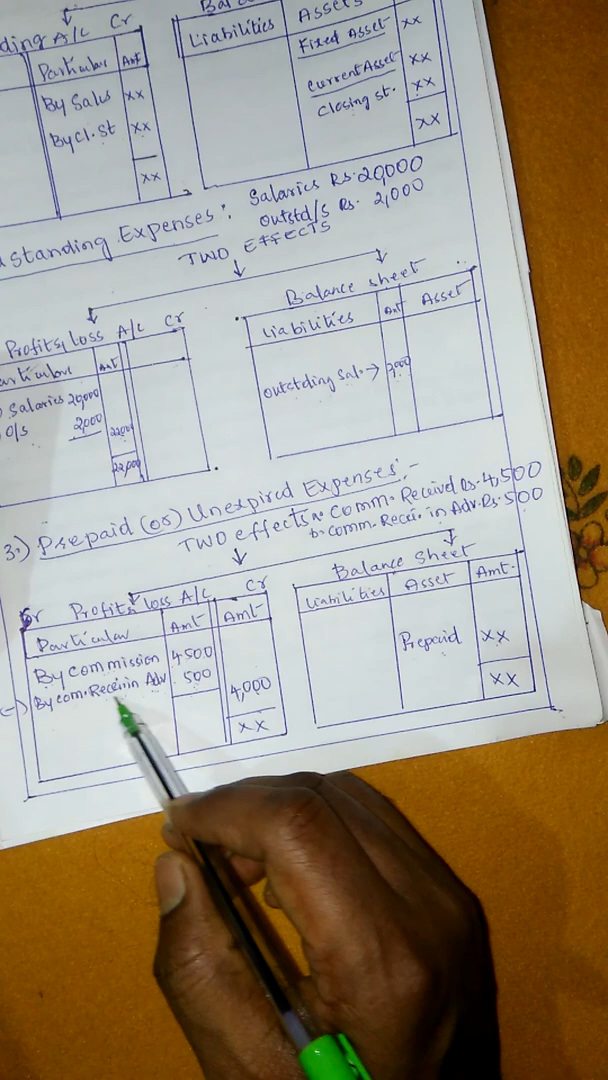 ding A/c Cr
Particular Amt
By Sales xx
By Cl. St xx
xx
Liabilities Assets
Fixed Asset xx
Current Asset xx
closing st. xx
xx
standing Expenses: Salaries Rs. 20,000
Outstd/s Rs. 2,000
TWO EFFECTS
Profit & loss A/c Cr
articular Amt
Salaries 20,000
O/s 2,000 22,000
22,000
Balance sheet
Liabilities Amt Asset
Outstding Sal. → 2000
3.) Prepaid (or) Unexpired Expenses:-
TWO effects a. Comm. Received Rs. 4,500
b. comm. Recei. in Adv. Rs. 500
Dr Profit & loss A/c Cr
Particular Amt Amt
By commission 4500
(-) By com. Recei. in Adv 500 4,000
xx
Balance Sheet
Liabilities Asset Amt.
Prepaid xx
xx